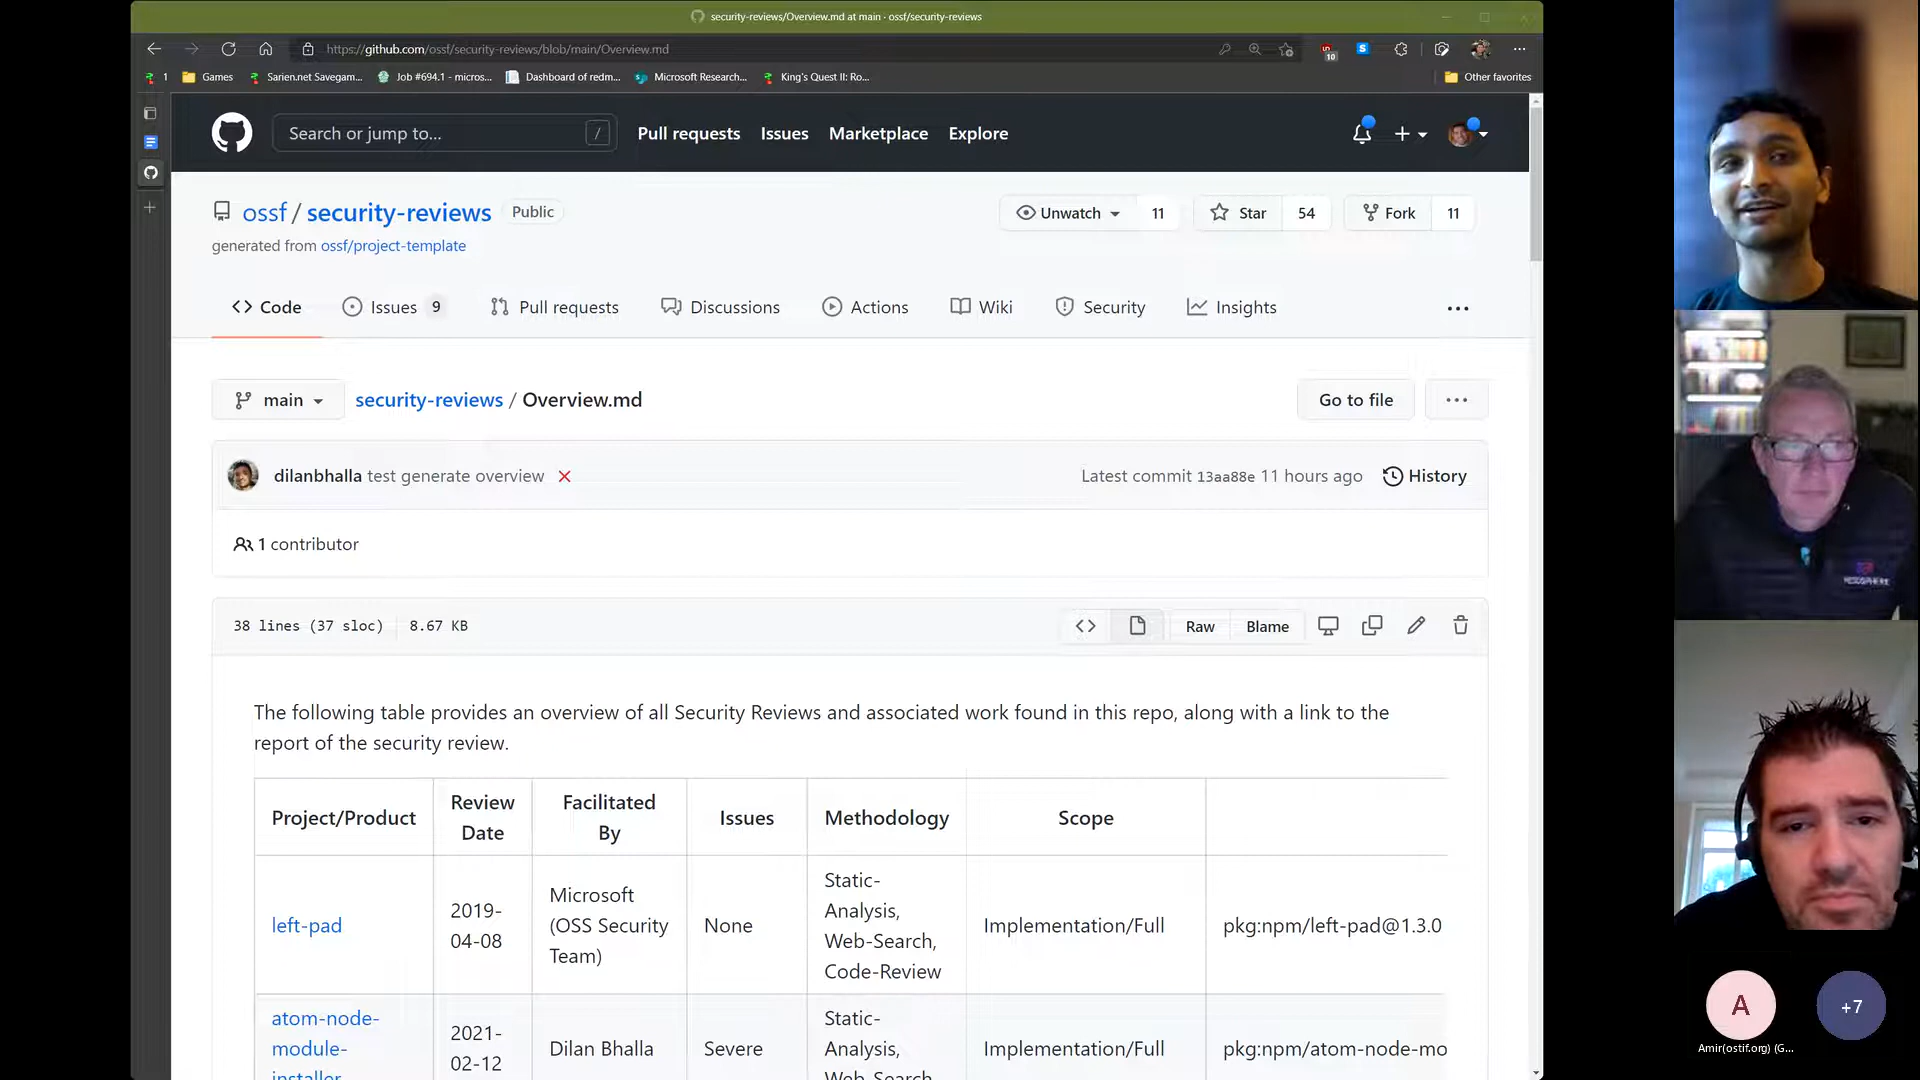 security-reviews/Overview.md at main · ossf/security-reviews
https://github.com/ossf/security-reviews/blob/main/Overview.md
10
1 Games Sarien.net Savegam... Job #694.1 - micros... Dashboard of redm... Microsoft Research... King's Quest II: Ro... Other favorites
Search or jump to... / Pull requests Issues Marketplace Explore
ossf / security-reviews Public Unwatch 11 Star 54 Fork 11
generated from ossf/project-template
Code Issues 9 Pull requests Discussions Actions Wiki Security Insights
main security-reviews / Overview.md Go to file
dilanbhalla test generate overview Latest commit 13aa88e 11 hours ago History
1 contributor
38 lines (37 sloc) 8.67 KB Raw Blame
The following table provides an overview of all Security Reviews and associated work found in this repo, along with a link to the
report of the security review.
Project/Product Review Date Facilitated By Issues Methodology Scope
left-pad 2019-04-08 Microsoft (OSS Security Team) None Static-Analysis, Web-Search, Code-Review Implementation/Full pkg:npm/left-pad@1.3.0
atom-node-module-installer 2021-02-12 Dilan Bhalla Severe Static-Analysis, Web-Search Implementation/Full pkg:npm/atom-node-mo
A +7
Amir(ostif.org) (G...